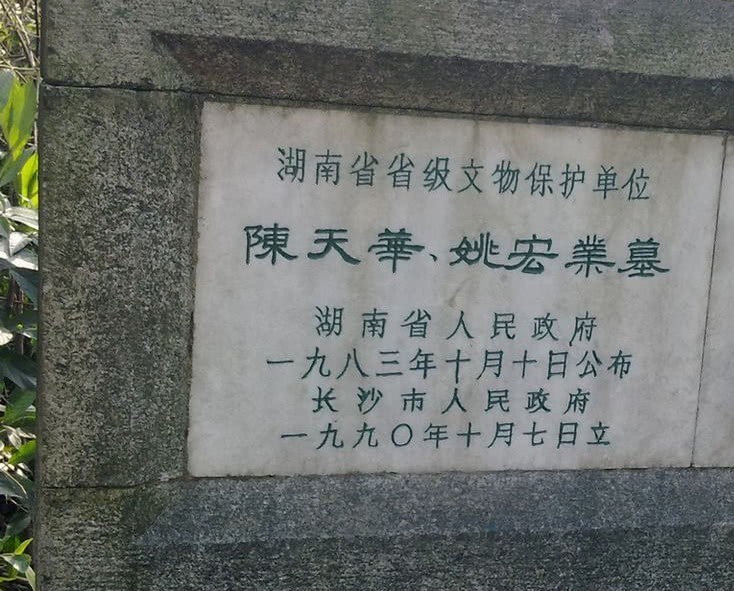 湖南省省级文物保护单位
陳天華、姚宏業墓
湖南省人民政府
一九八三年十月十日公布
长沙市人民政府
一九九〇年十月七日立